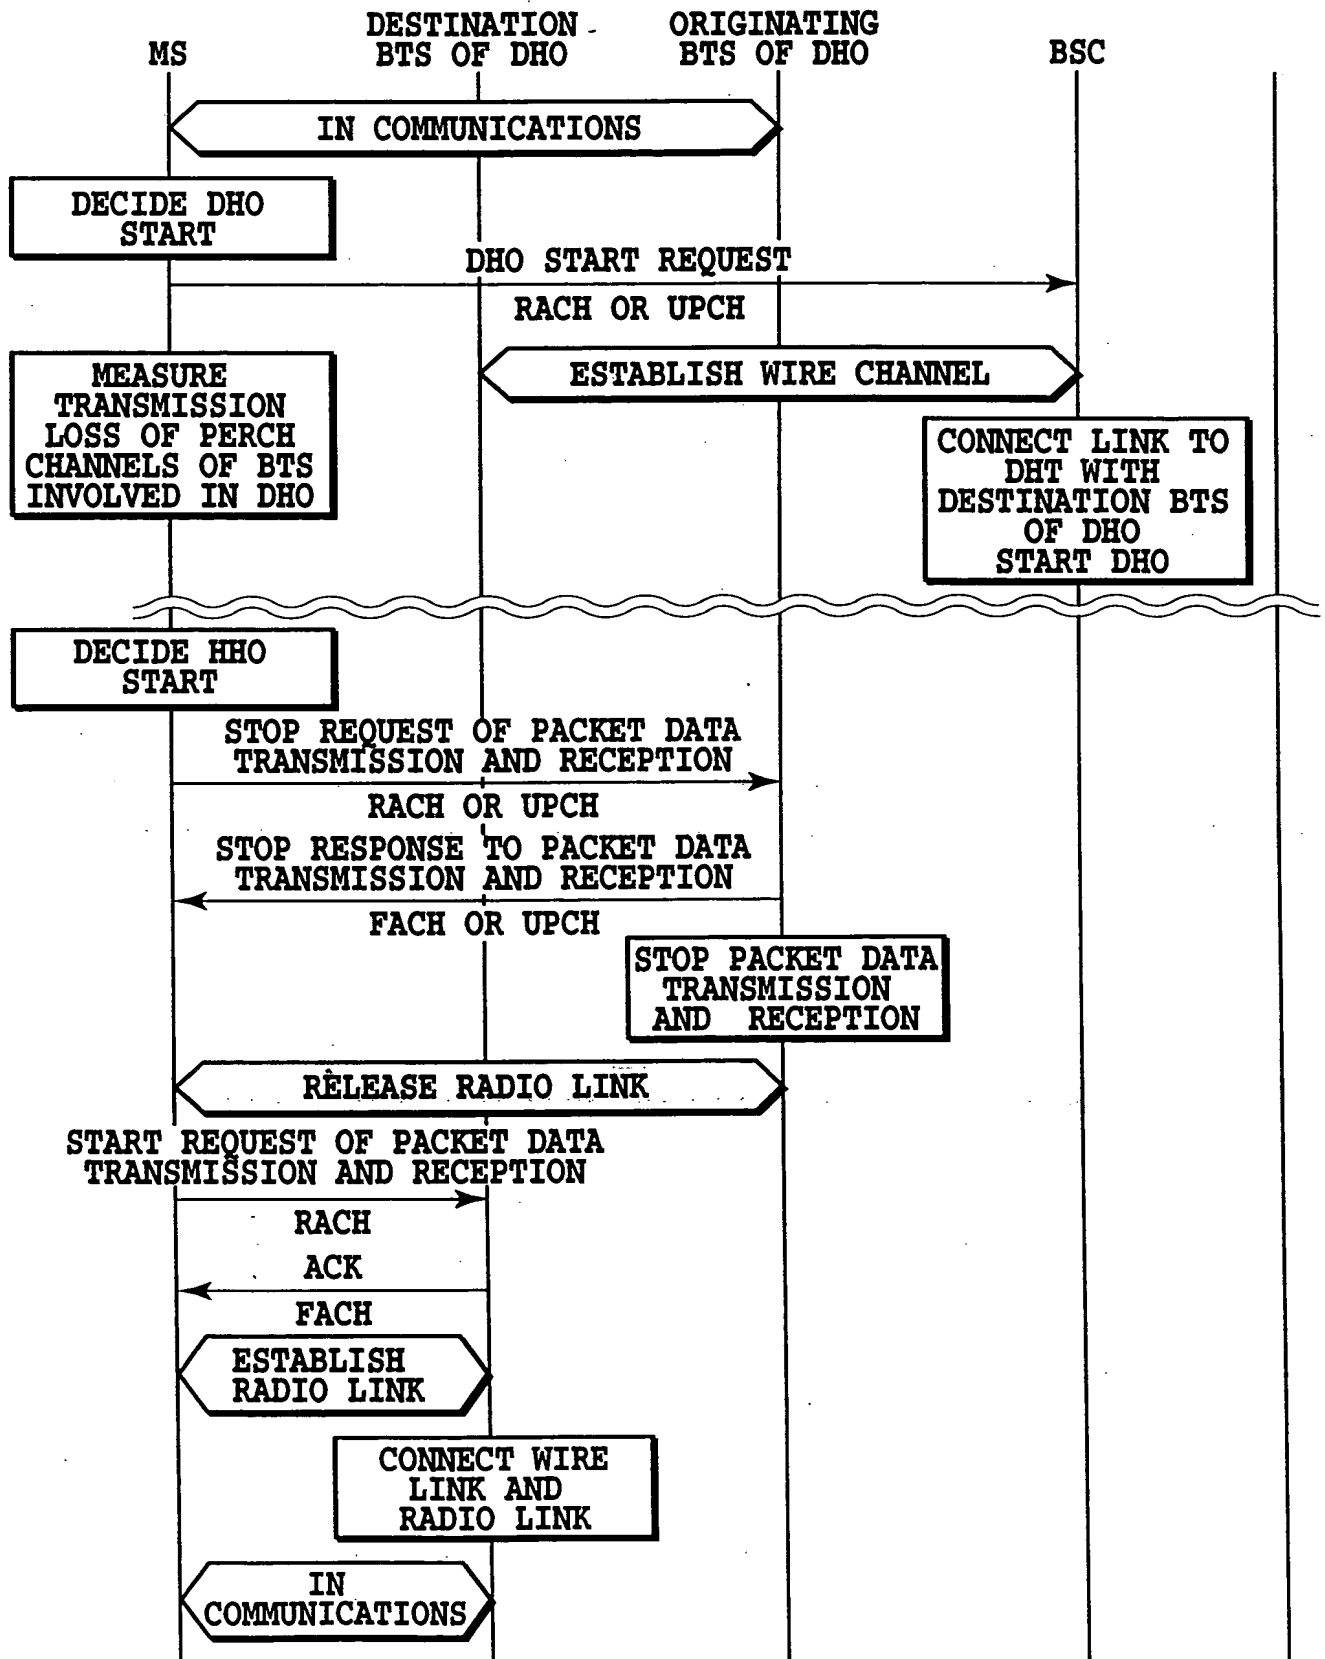 MS
DESTINATION
BTS OF DHO
ORIGINATING
BTS OF DHO
BSC
IN COMMUNICATIONS
DECIDE DHO
START
DHO START REQUEST
RACH OR UPCH
MEASURE
TRANSMISSION
LOSS OF PERCH
CHANNELS OF BTS
INVOLVED IN DHO
ESTABLISH WIRE CHANNEL
CONNECT LINK TO
DHT WITH
DESTINATION BTS
OF DHO
START DHO
DECIDE HHO
START
STOP REQUEST OF PACKET DATA
TRANSMISSION AND RECEPTION
RACH OR UPCH
STOP RESPONSE TO PACKET DATA
TRANSMISSION AND RECEPTION
FACH OR UPCH
STOP PACKET DATA
TRANSMISSION
AND RECEPTION
RELEASE RADIO LINK
START REQUEST OF PACKET DATA
TRANSMISSION AND RECEPTION
RACH
ACK
FACH
ESTABLISH
RADIO LINK
CONNECT WIRE
LINK AND
RADIO LINK
IN
COMMUNICATIONS